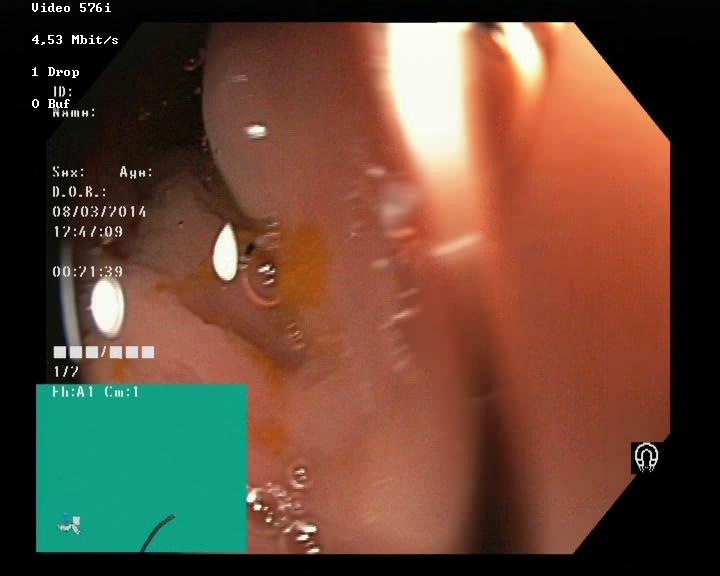 Video 576i
4,53 Mbit/s
1 Drop
ID:
0 Buf
Name:
Sex: Age:
D.O.B.:
08/03/2014
12:47:09
00:21:39
■■■/■■■
1/2
Eh:A1 Cm:1